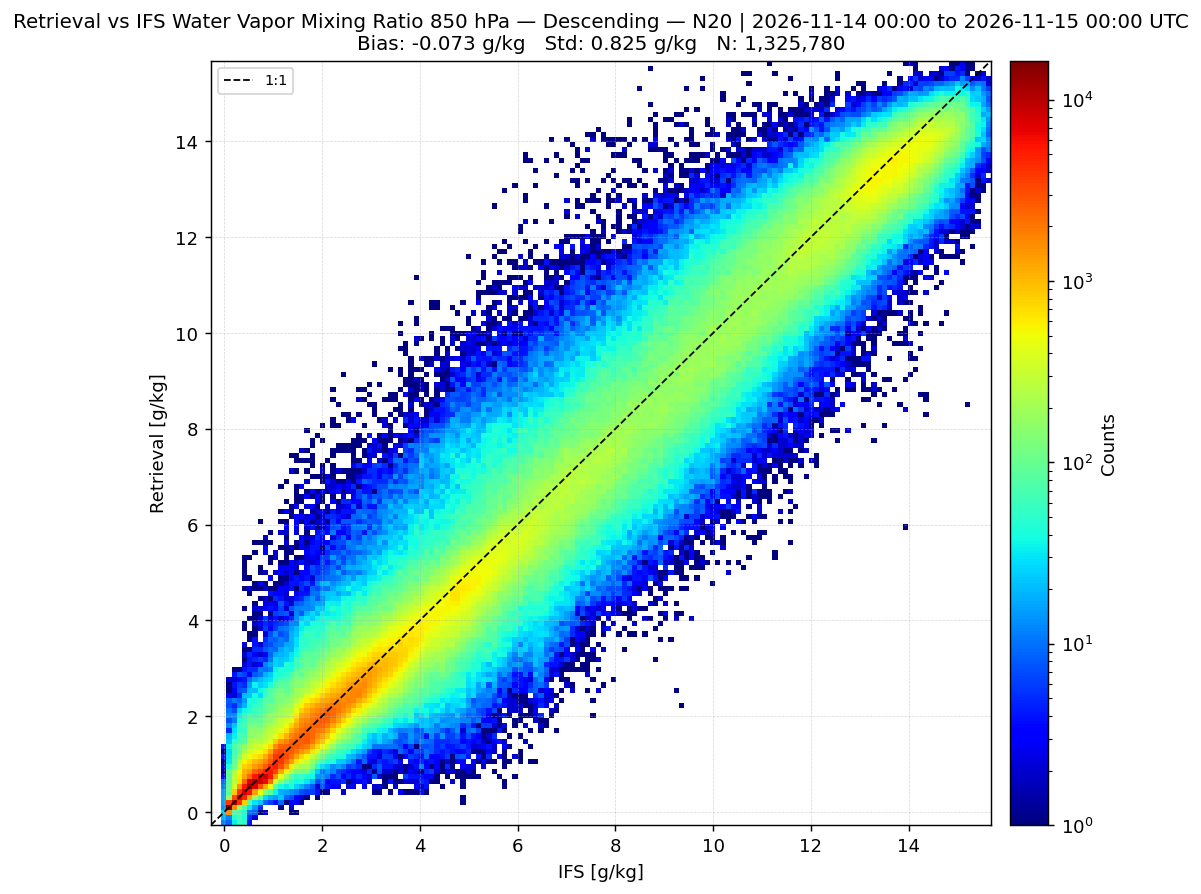 Retrieval vs IFS Water Vapor Mixing Ratio 850 hPa — Descending — N20 | 2026-11-14 00:00 to 2026-11-15 00:00 UTC
Bias: -0.073 g/kg   Std: 0.825 g/kg   N: 1,325,780
1:1
Retrieval [g/kg]
14
12
10
8
6
4
2
0
0 2 4 6 8 10 12 14
IFS [g/kg]
10⁴
10³
10²
10¹
10⁰
Counts